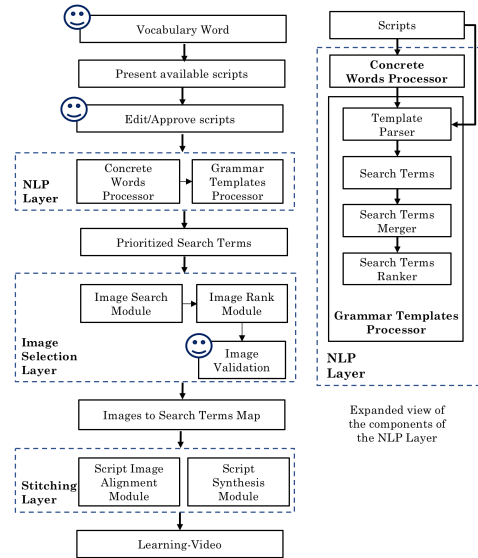 Vocabulary Word
Present available scripts
Edit/Approve scripts
NLP
Layer
Concrete
Words
Processor
Grammar
Templates
Processor
Prioritized Search Terms
Image
Selection
Layer
Image Search
Module
Image Rank
Module
Image
Validation
Images to Search Terms Map
Stitching
Layer
Script Image
Alignment
Module
Script
Synthesis
Module
Learning-Video
Scripts
Concrete
Words Processor
Template
Parser
Search Terms
Search Terms
Merger
Search Terms
Ranker
Grammar Templates
Processor
NLP
Layer
Expanded view of
the components of
the NLP Layer